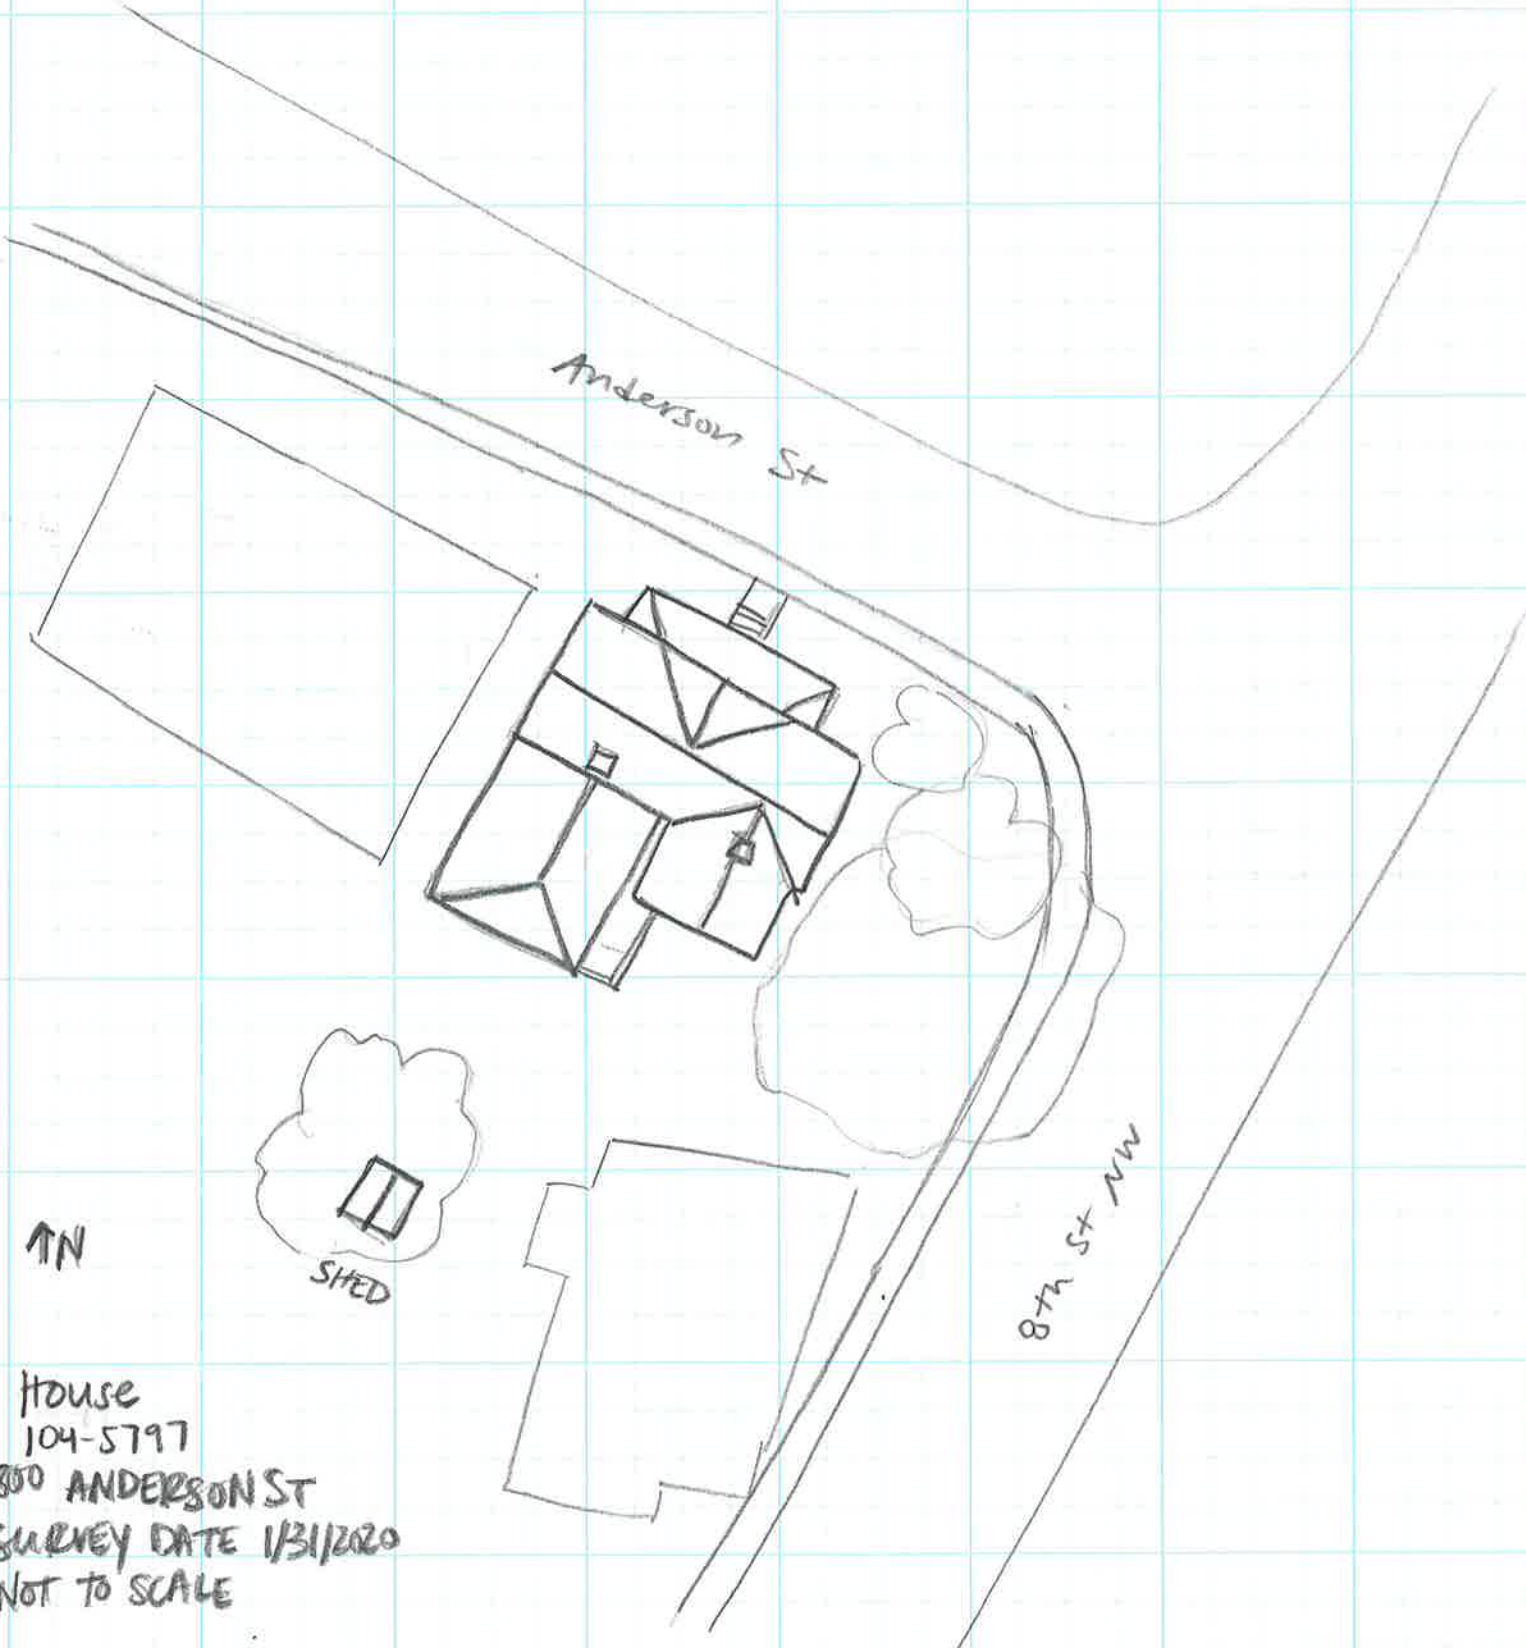 Anderson St
8th St NW
↑N
SHED
House
104-5797
800 ANDERSON ST
SURVEY DATE 1/31/2020
NOT TO SCALE